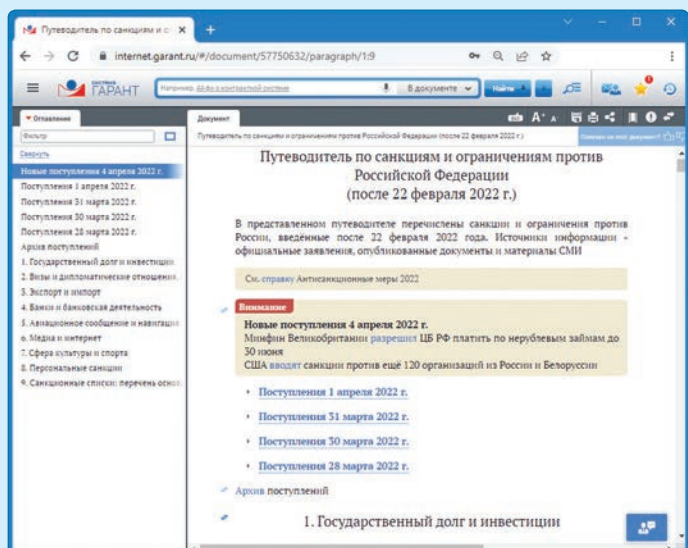 Путеводитель по санкциям и о
internet.garant.ru/#/document/57750632/paragraph/1:9
СИСТЕМА
ГАРАНТ
Например, 44-фз о контрактной системе
В документе
Найти
Оглавление
Документ
А⁺ А
Фильтр
Путеводитель по санкциям и ограничениям против Российской Федерации (после 22 февраля 2022 г.)
Свернуть
Новые поступления 4 апреля 2022 г.
Поступления 1 апреля 2022 г.
Поступления 31 марта 2022 г.
Поступления 30 марта 2022 г.
Поступления 28 марта 2022 г.
Архив поступлений
1. Государственный долг и инвестиции.
2. Визы и дипломатические отношения.
3. Экспорт и импорт
4. Банки и банковская деятельность
5. Авиационное сообщение и навигация
6. Медиа и интернет
7. Сфера культуры и спорта
8. Персональные санкции
9. Санкционные списки: перечень основ
Путеводитель по санкциям и ограничениям против
Российской Федерации
(после 22 февраля 2022 г.)
В представленном путеводителе перечислены санкции и ограничения против
России, введённые после 22 февраля 2022 года. Источники информации -
официальные заявления, опубликованные документы и материалы СМИ
См. справку Антисанкционные меры 2022
Внимание
Новые поступления 4 апреля 2022 г.
Минфин Великобритании разрешил ЦБ РФ платить по нерублевым займам до
30 июня
США вводят санкции против ещё 120 организаций из России и Белоруссии
Поступления 1 апреля 2022 г.
Поступления 31 марта 2022 г.
Поступления 30 марта 2022 г.
Поступления 28 марта 2022 г.
Архив поступлений
1. Государственный долг и инвестиции